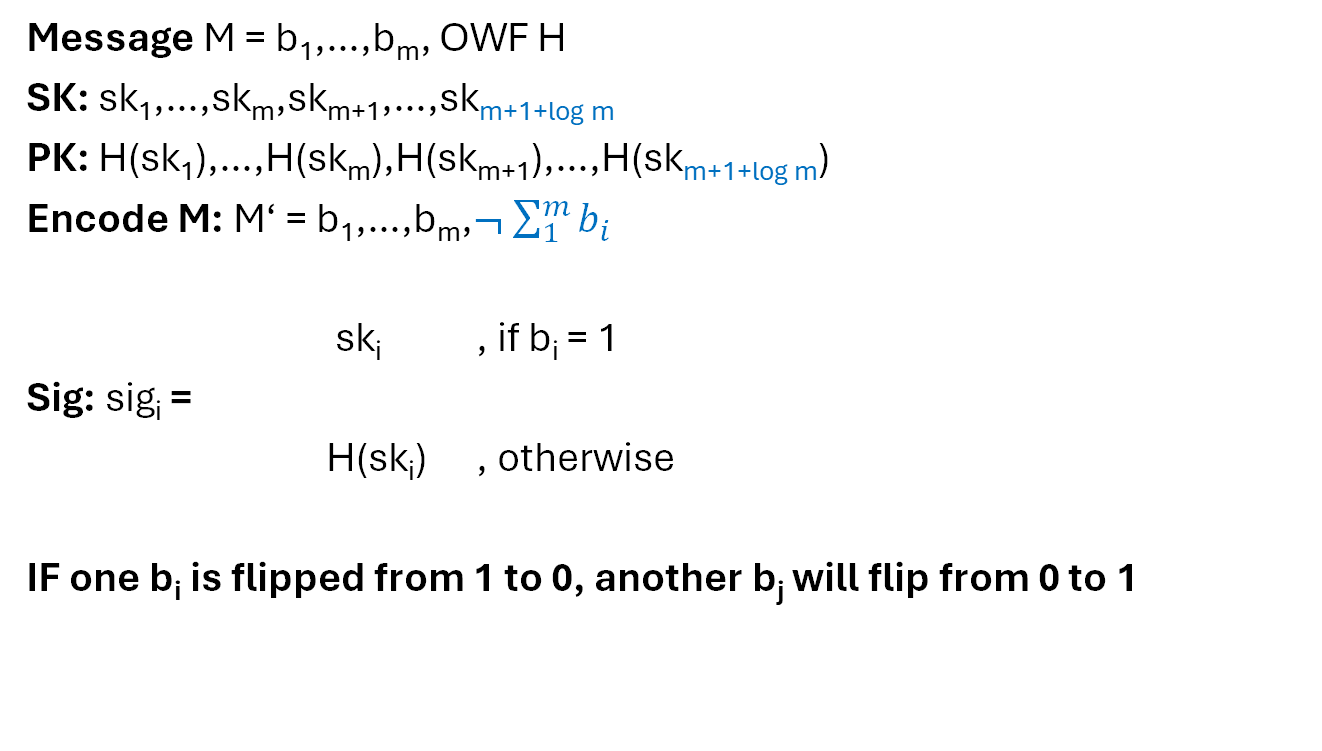 Message M = b₁,…,bₘ, OWF H
SK: sk₁,…,skₘ,skₘ₊₁,…,skₘ₊₁₊ₗₒg ₘ
PK: H(sk₁),…,H(skₘ),H(skₘ₊₁),…,H(skₘ₊₁₊ₗₒg ₘ)
Encode M: M‘ = b₁,…,bₘ,¬ ∑₁ᵐ bᵢ
skᵢ , if bᵢ = 1
Sig: sigᵢ =
H(skᵢ) , otherwise
IF one bᵢ is flipped from 1 to 0, another bⱼ will flip from 0 to 1